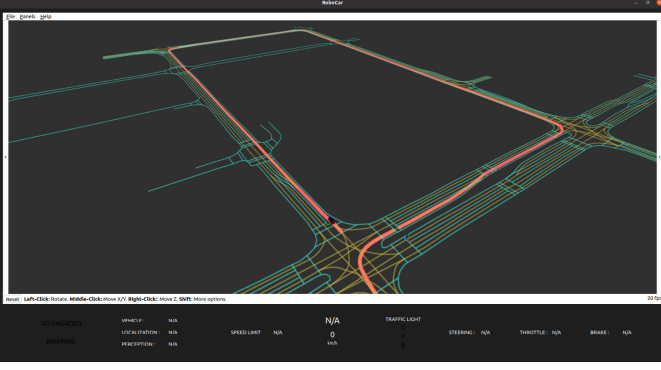 RoboCar
File Panels Help
Reset Left-Click: Rotate. Middle-Click: Move X/Y. Right-Click: Move Z. Shift: More options. 20 fps
AD ENGAGED
MAPPING
VEHICLE : N/A
LOCALIZATION : N/A
PERCEPTION : N/A
SPEED LIMIT N/A
N/A
0
km/h
TRAFFIC LIGHT
STEERING : N/A THROTTLE : N/A BRAKE : N/A